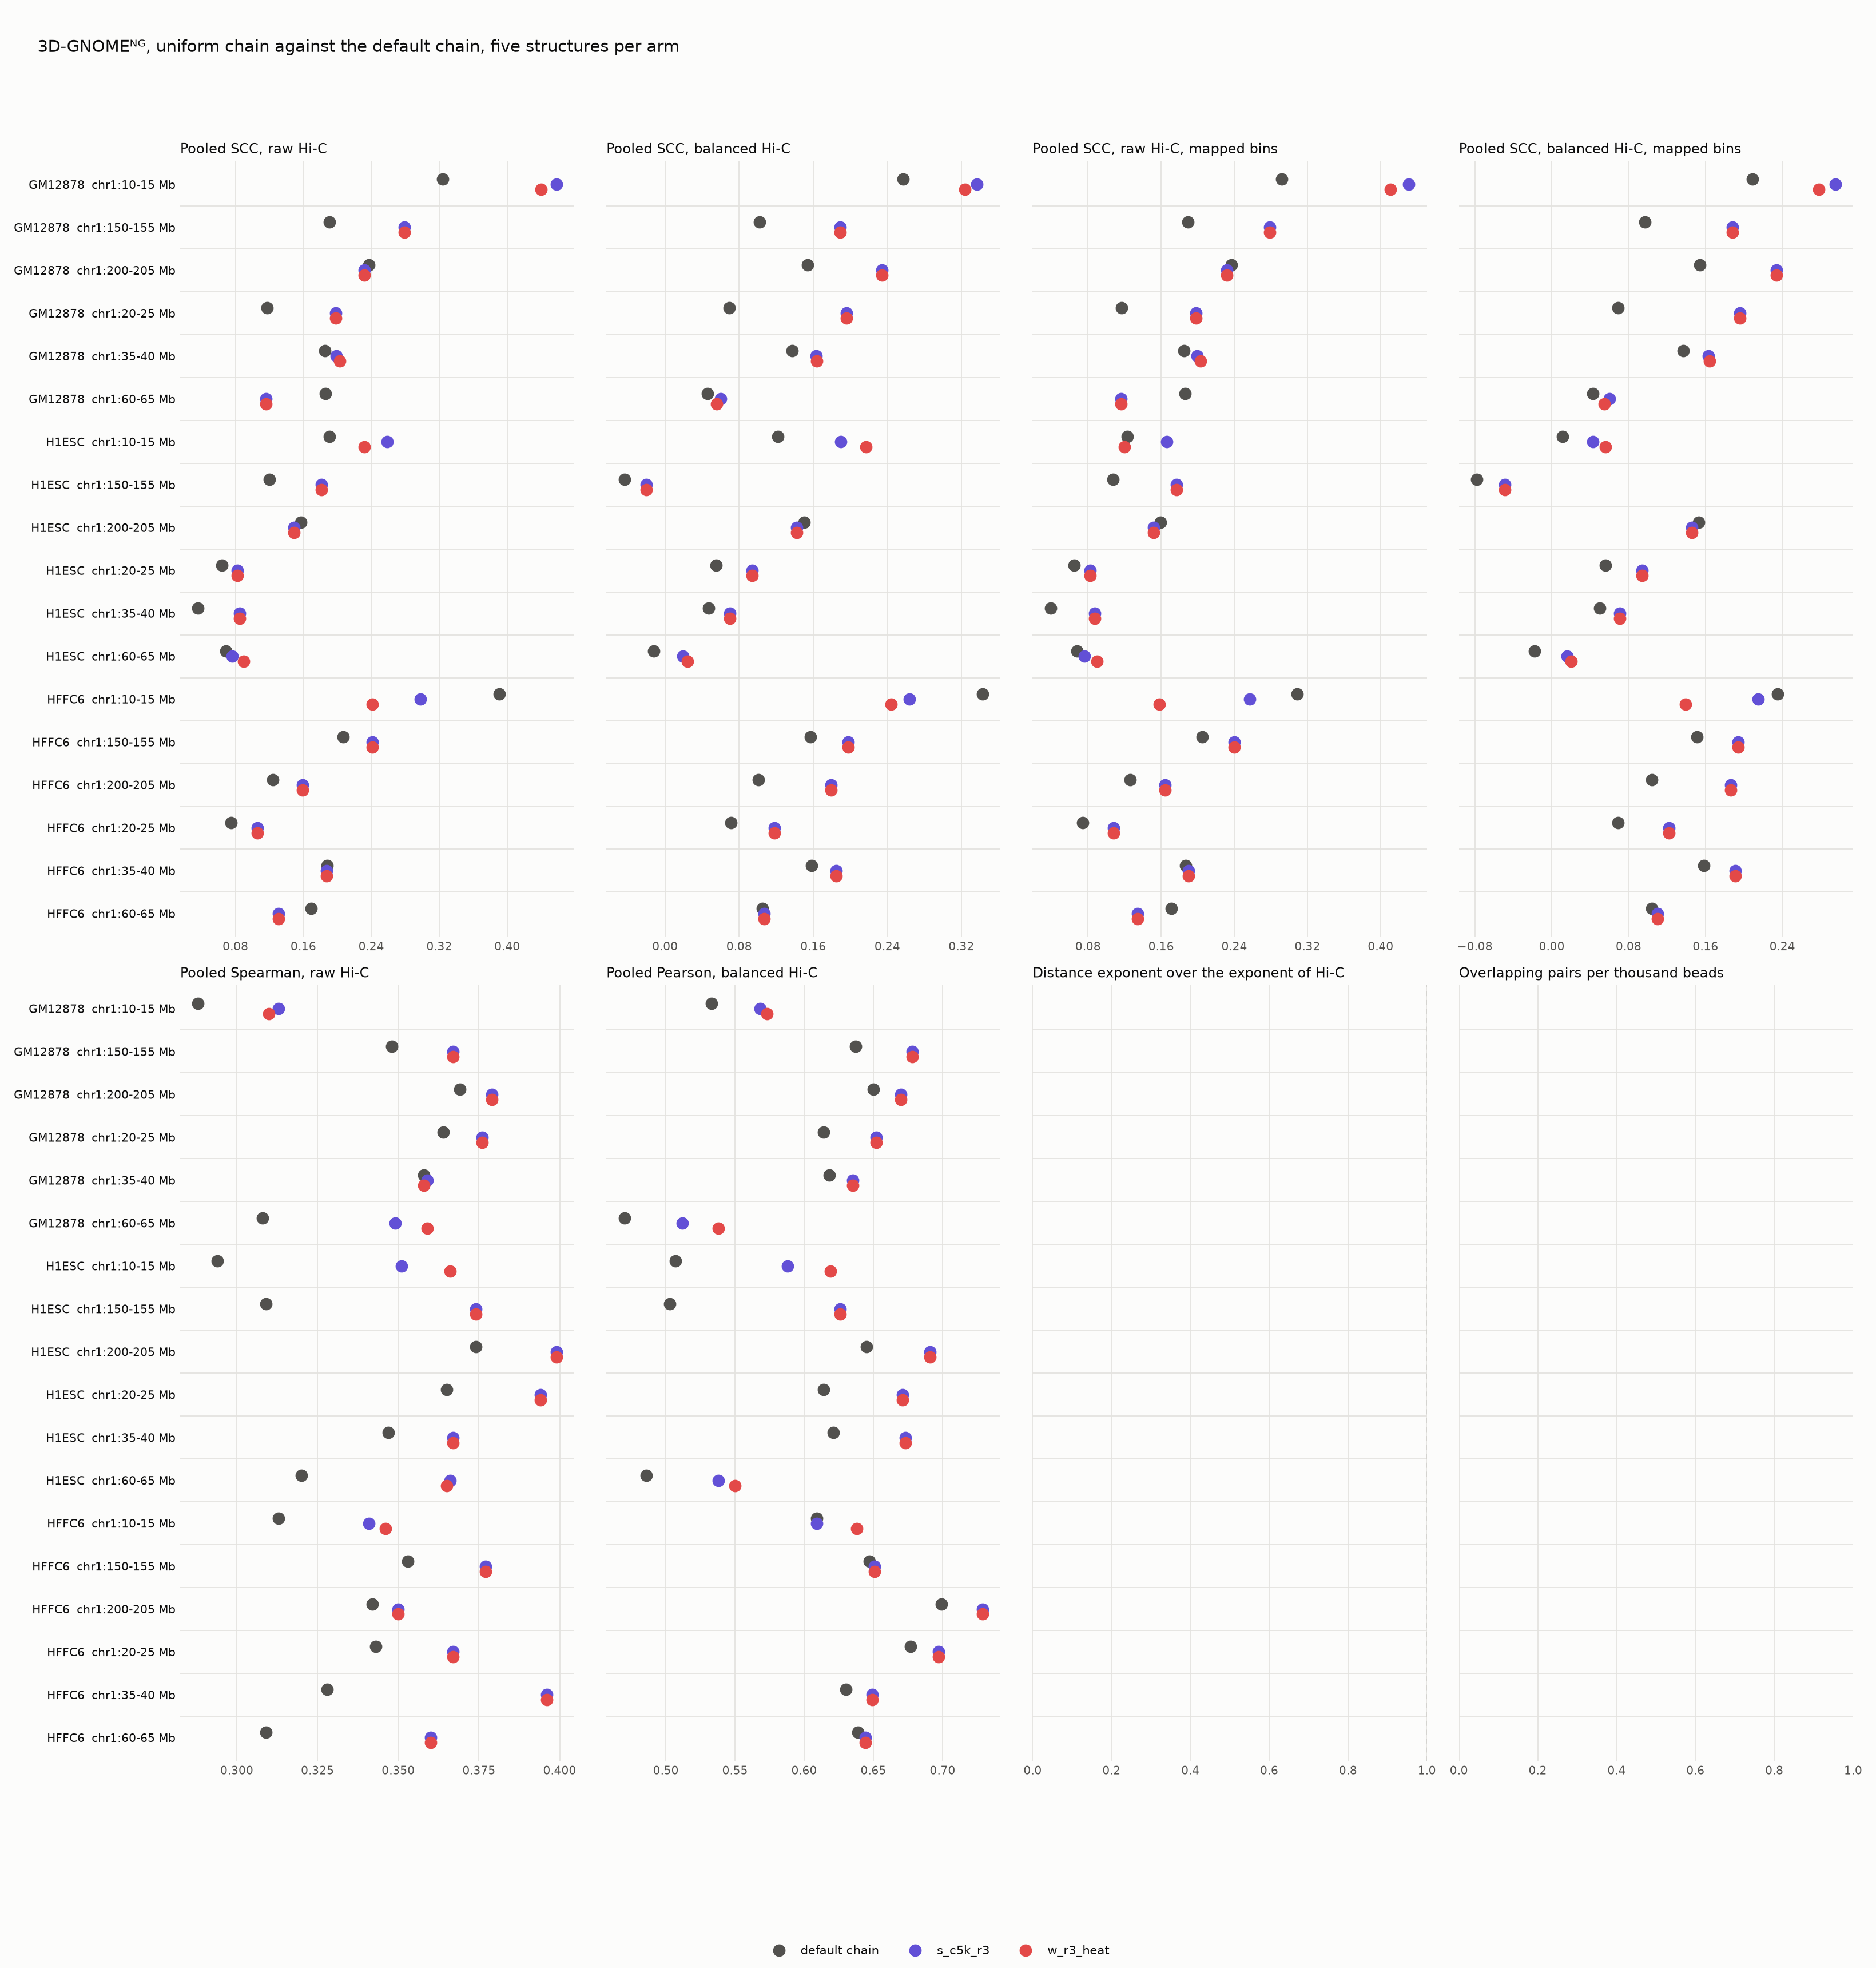 3D-GNOMEᴺᴳ, uniform chain against the default chain, five structures per arm
Pooled SCC, raw Hi-C
Pooled SCC, balanced Hi-C
Pooled SCC, raw Hi-C, mapped bins
Pooled SCC, balanced Hi-C, mapped bins
GM12878 chr1:10-15 Mb
GM12878 chr1:150-155 Mb
GM12878 chr1:200-205 Mb
GM12878 chr1:20-25 Mb
GM12878 chr1:35-40 Mb
GM12878 chr1:60-65 Mb
H1ESC chr1:10-15 Mb
H1ESC chr1:150-155 Mb
H1ESC chr1:200-205 Mb
H1ESC chr1:20-25 Mb
H1ESC chr1:35-40 Mb
H1ESC chr1:60-65 Mb
HFFC6 chr1:10-15 Mb
HFFC6 chr1:150-155 Mb
HFFC6 chr1:200-205 Mb
HFFC6 chr1:20-25 Mb
HFFC6 chr1:35-40 Mb
HFFC6 chr1:60-65 Mb
0.08 0.16 0.24 0.32 0.40
0.00 0.08 0.16 0.24 0.32
0.08 0.16 0.24 0.32 0.40
−0.08 0.00 0.08 0.16 0.24
Pooled Spearman, raw Hi-C
Pooled Pearson, balanced Hi-C
Distance exponent over the exponent of Hi-C
Overlapping pairs per thousand beads
GM12878 chr1:10-15 Mb
GM12878 chr1:150-155 Mb
GM12878 chr1:200-205 Mb
GM12878 chr1:20-25 Mb
GM12878 chr1:35-40 Mb
GM12878 chr1:60-65 Mb
H1ESC chr1:10-15 Mb
H1ESC chr1:150-155 Mb
H1ESC chr1:200-205 Mb
H1ESC chr1:20-25 Mb
H1ESC chr1:35-40 Mb
H1ESC chr1:60-65 Mb
HFFC6 chr1:10-15 Mb
HFFC6 chr1:150-155 Mb
HFFC6 chr1:200-205 Mb
HFFC6 chr1:20-25 Mb
HFFC6 chr1:35-40 Mb
HFFC6 chr1:60-65 Mb
0.300 0.325 0.350 0.375 0.400
0.50 0.55 0.60 0.65 0.70
0.0 0.2 0.4 0.6 0.8 1.0
0.0 0.2 0.4 0.6 0.8 1.0
default chain
s_c5k_r3
w_r3_heat